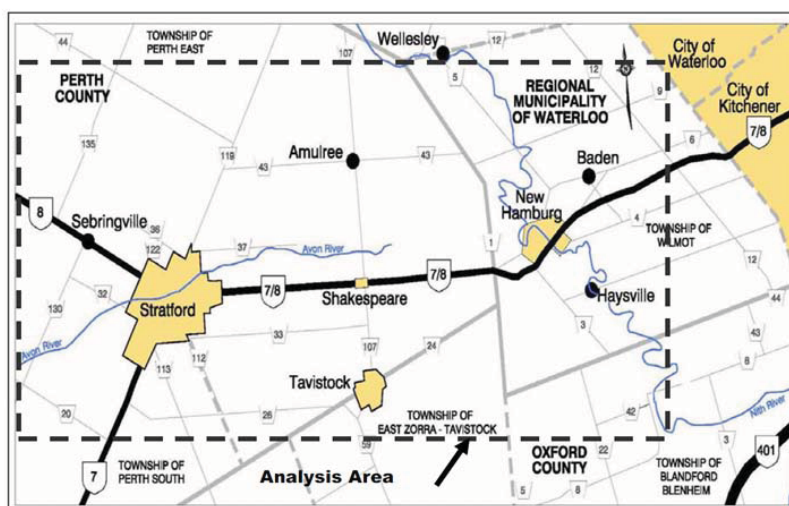 44
TOWNSHIP OF
PERTH EAST
107
Wellesley
12
City of
Waterloo
PERTH
COUNTY
5
REGIONAL
MUNICIPALITY
OF WATERLOO
12
9
City of
Kitchener
7/8
135
119
43
Amulree
43
6
Baden
8
Sebringville
New
Hamburg
4
TOWNSHIP OF
WILMOT
36
122
37
Avon River
1
12
7/8
7/8
Shakespeare
Stratford
32
Haysville
44
130
33
3
43
Avon River
112
113
107
24
8
Tavistock
20
26
42
Nith River
TOWNSHIP OF
EAST ZORRA - TAVISTOCK
59
3
401
7
TOWNSHIP OF
PERTH SOUTH
Analysis Area
OXFORD
COUNTY
22
TOWNSHIP OF
BLANDFORD
BLENHEIM
5
8